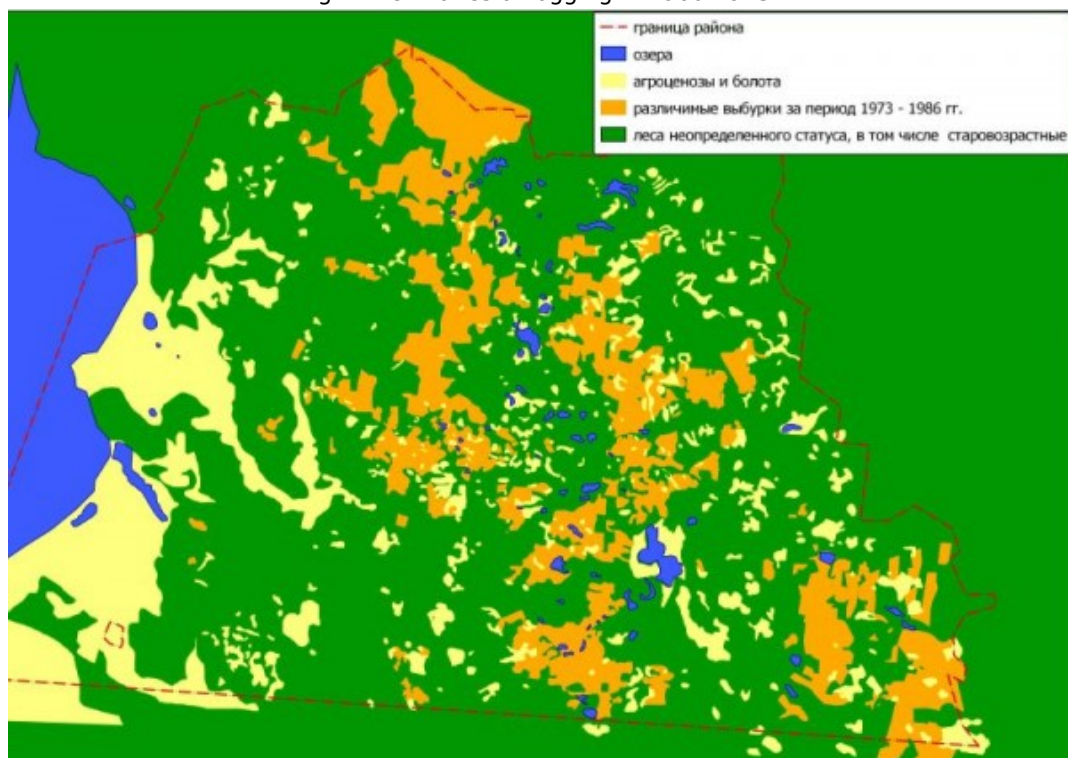 граница района
озера
агроценозы и болота
различимые выбурки за период 1973 - 1986 гг.
леса неопределенного статуса, в том числе старовозрастные